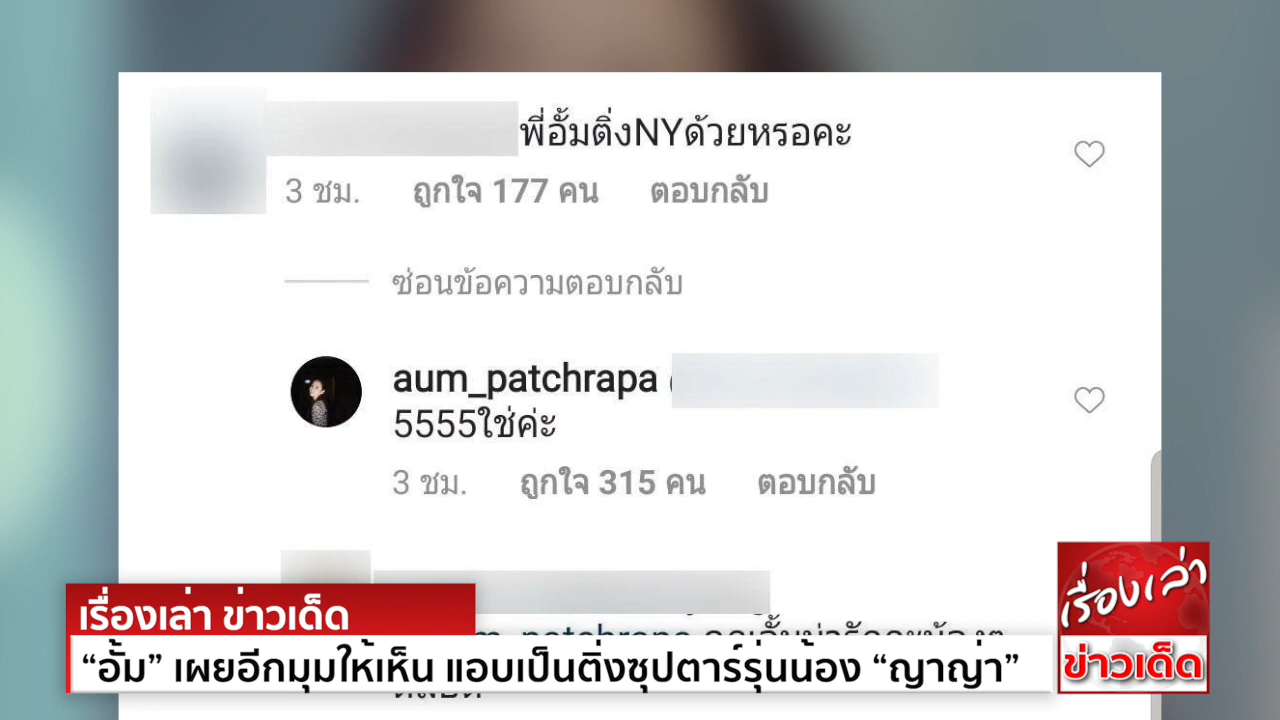 พี่อั้มติ่งNYด้วยหรอคะ
3 ชม. ถูกใจ 177 คน ตอบกลับ
ซ่อนข้อความตอบกลับ
aum_patchrapa
5555ใช่ค่ะ
3 ชม. ถูกใจ 315 คน ตอบกลับ
เรื่องเล่า ข่าวเด็ด
“อั้ม” เผยอีกมุมให้เห็น แอบเป็นติ่งซุปตาร์รุ่นน้อง “ญาญ่า”
เรื่องเล่า
ข่าวเด็ด